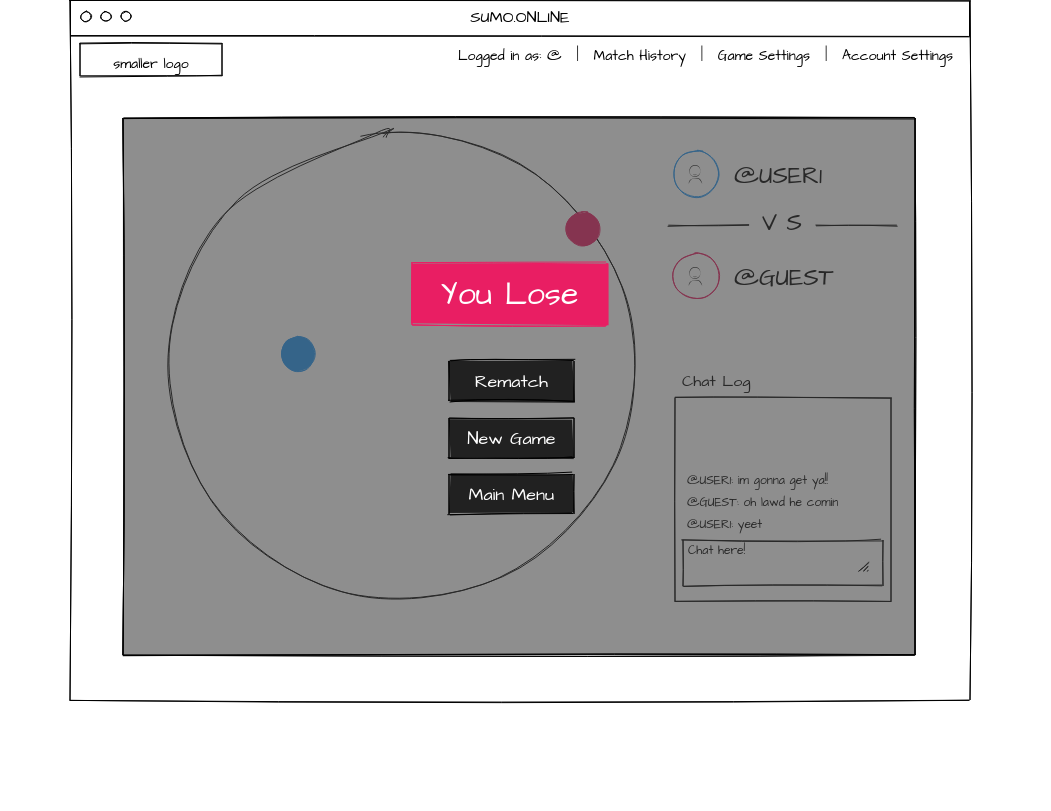 SUMO.ONLINE
smaller logo
Logged in as: @ | Match History | Game Settings | Account Settings
@USER1
V S
@GUEST
You Lose
Rematch
New Game
Main Menu
Chat Log
@USER1: im gonna get ya!!
@GUEST: oh lawd he comin
@USER1: yeet
Chat here!